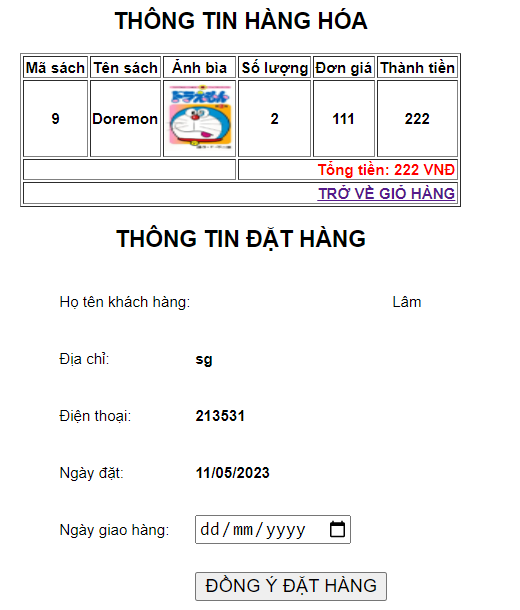 THÔNG TIN HÀNG HÓA
Mã sách Tên sách Ảnh bìa Số lượng Đơn giá Thành tiền
ドラえもん
9 Doremon 2 111 222
Tổng tiền: 222 VNĐ
TRỞ VỀ GIỎ HÀNG
THÔNG TIN ĐẶT HÀNG
Họ tên khách hàng: Lâm
Địa chỉ: sg
Điện thoại: 213531
Ngày đặt: 11/05/2023
Ngày giao hàng: dd/mm/yyyy
ĐỒNG Ý ĐẶT HÀNG